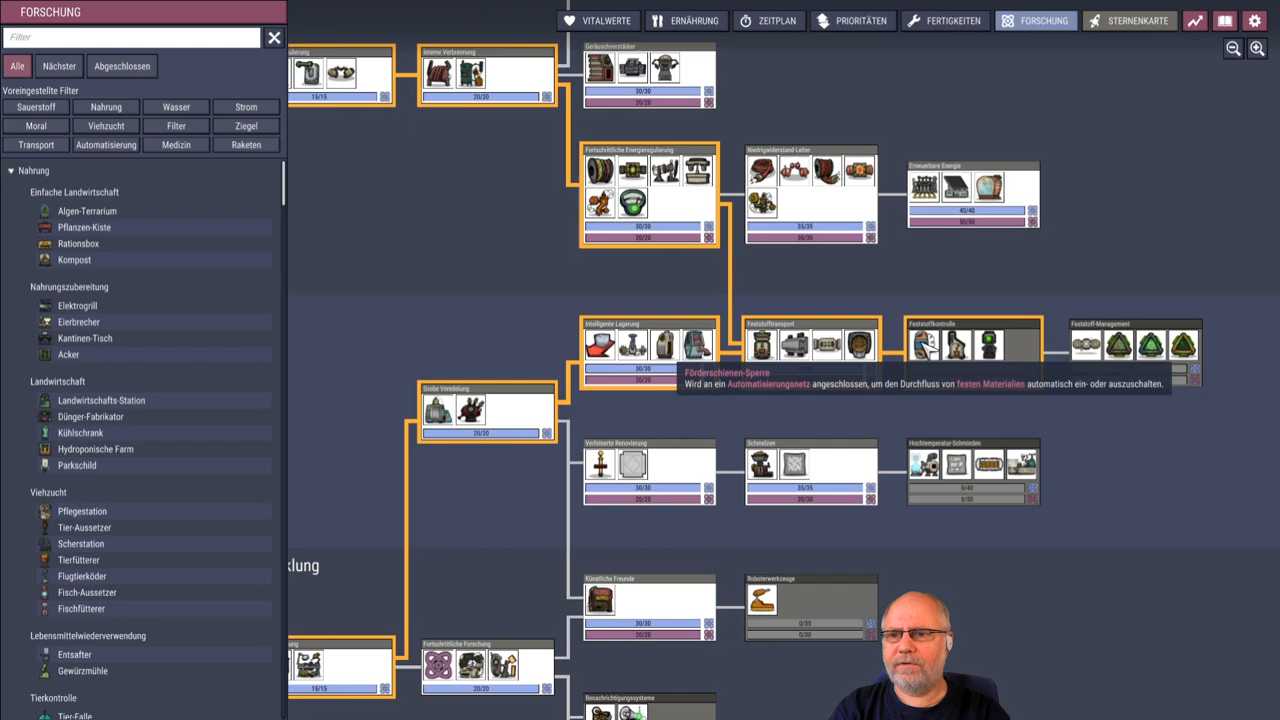 FORSCHUNG
VITALWERTE
ERNÄHRUNG
ZEITPLAN
PRIORITÄTEN
FERTIGKEITEN
FORSCHUNG
STERNENKARTE
Filter
Alle
Nächster
Abgeschlossen
Voreingestellte Filter
Sauerstoff
Nahrung
Wasser
Strom
Moral
Viehzucht
Filter
Ziegel
Transport
Automatisierung
Medizin
Raketen
Nahrung
Einfache Landwirtschaft
Algen-Terrarium
Pflanzen-Kiste
Rationsbox
Kompost
Nahrungszubereitung
Elektrogrill
Eierbrecher
Kantinen-Tisch
Acker
Landwirtschaft
Landwirtschafts-Station
Dünger-Fabrikator
Kühlschrank
Hydroponische Farm
Parkschild
Viehzucht
Pflegestation
Tier-Aussetzer
Scherstation
Tierfütterer
Flugtierköder
Fisch-Aussetzer
Fischfütterer
Lebensmittelwiederverwendung
Entsafter
Gewürzmühle
Tierkontrolle
Tier-Falle
15/15
Interne Verbrennung
20/20
Geräuschverstärker
30/30
20/20
Fortschrittliche Energieregulierung
30/30
20/20
Niedrigwiderstand-Leiter
35/35
30/30
Erneuerbare Energie
40/40
50/50
Intelligente Lagerung
30/30
20/20
Feststofftransport
Feststoffkontrolle
Feststoff-Management
Förderschienen-Sperre
Wird an ein Automatisierungsnetz angeschlossen, um den Durchfluss von festen Materialien automatisch ein- oder auszuschalten.
Grobe Veredelung
20/20
Verfeinerte Renovierung
30/30
20/20
Schmelzen
35/35
30/30
Hochtemperatur-Schmieden
0/40
0/50
klung
Künstliche Freunde
30/30
20/20
Roboterwerkzeuge
0/35
0/30
15/15
Fortschrittliche Forschung
20/20
Benachrichtigungssysteme